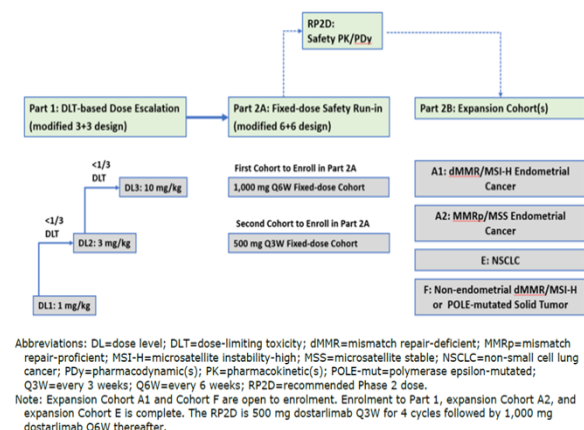 RP2D:
Safety PK/PDy
Part 1: DLT-based Dose Escalation
(modified 3+3 design)
Part 2A: Fixed-dose Safety Run-in
(modified 6+6 design)
Part 2B: Expansion Cohort(s)
<1/3
DLT
DL3: 10 mg/kg
<1/3
DLT
DL2: 3 mg/kg
DL1: 1 mg/kg
First Cohort to Enroll in Part 2A
1,000 mg Q6W Fixed-dose Cohort
Second Cohort to Enroll in Part 2A
500 mg Q3W Fixed-dose Cohort
A1: dMMR/MSI-H Endometrial
Cancer
A2: MMRp/MSS Endometrial
Cancer
E: NSCLC
F: Non-endometrial dMMR/MSI-H
or POLE-mutated Solid Tumor
Abbreviations: DL=dose level; DLT=dose-limiting toxicity; dMMR=mismatch repair-deficient; MMRp=mismatch
repair-proficient; MSI-H=microsatellite instability-high; MSS=microsatellite stable; NSCLC=non-small cell lung
cancer; PDy=pharmacodynamic(s); PK=pharmacokinetic(s); POLE-mut=polymerase epsilon-mutated;
Q3W=every 3 weeks; Q6W=every 6 weeks; RP2D=recommended Phase 2 dose.
Note: Expansion Cohort A1 and Cohort F are open to enrolment. Enrolment to Part 1, expansion Cohort A2, and
expansion Cohort E is complete. The RP2D is 500 mg dostarlimab Q3W for 4 cycles followed by 1,000 mg
dostarlimab Q6W thereafter.